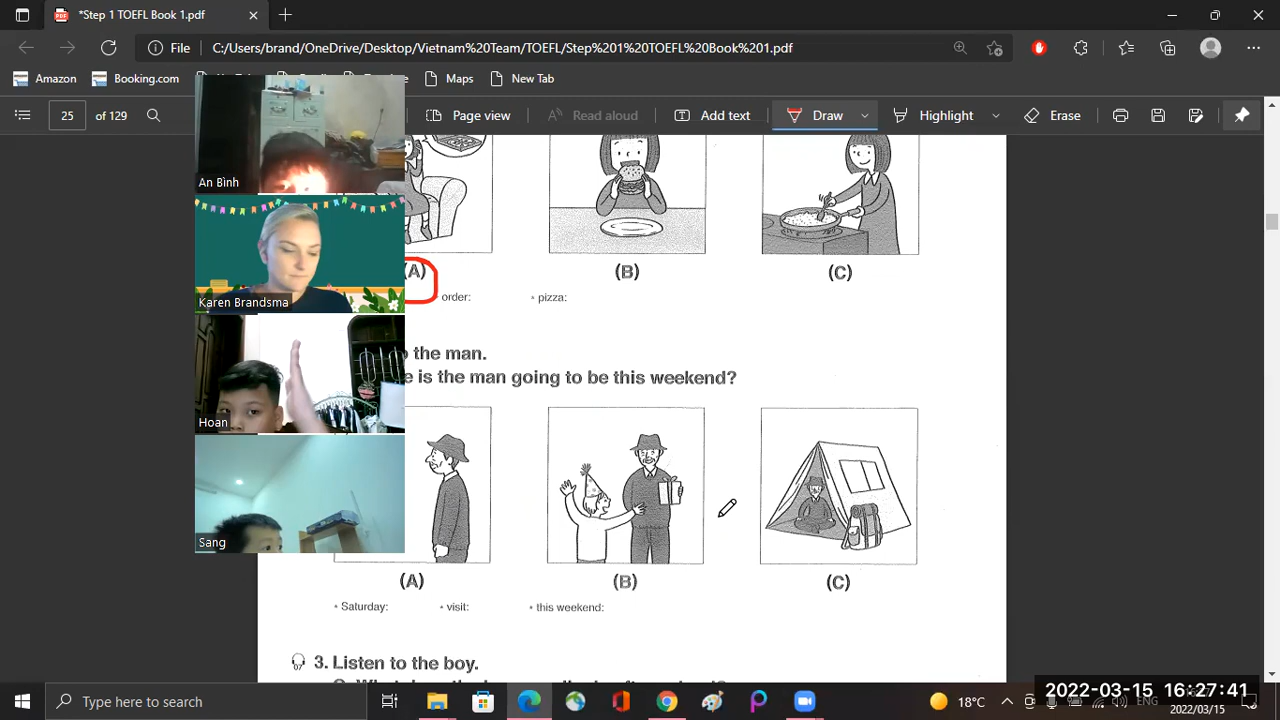 *Step 1 TOEFL Book 1.pdf
File C:/Users/brand/OneDrive/Desktop/Vietnam%20Team/TOEFL/Step%201%20TOEFL%20Book%201.pdf
Amazon Booking.com Maps New Tab
25 of 129 Page view Read aloud Add text Draw Highlight Erase
An Bình
Karen Brandsma
Hoan
Sang
(A) (B) (C)
* order: * pizza:
to the man.
e is the man going to be this weekend?
(A) (B) (C)
* Saturday: * visit: * this weekend:
07 3. Listen to the boy.
Type here to search
18°C ENG
2022-03-15 16:27:41
2022/03/15